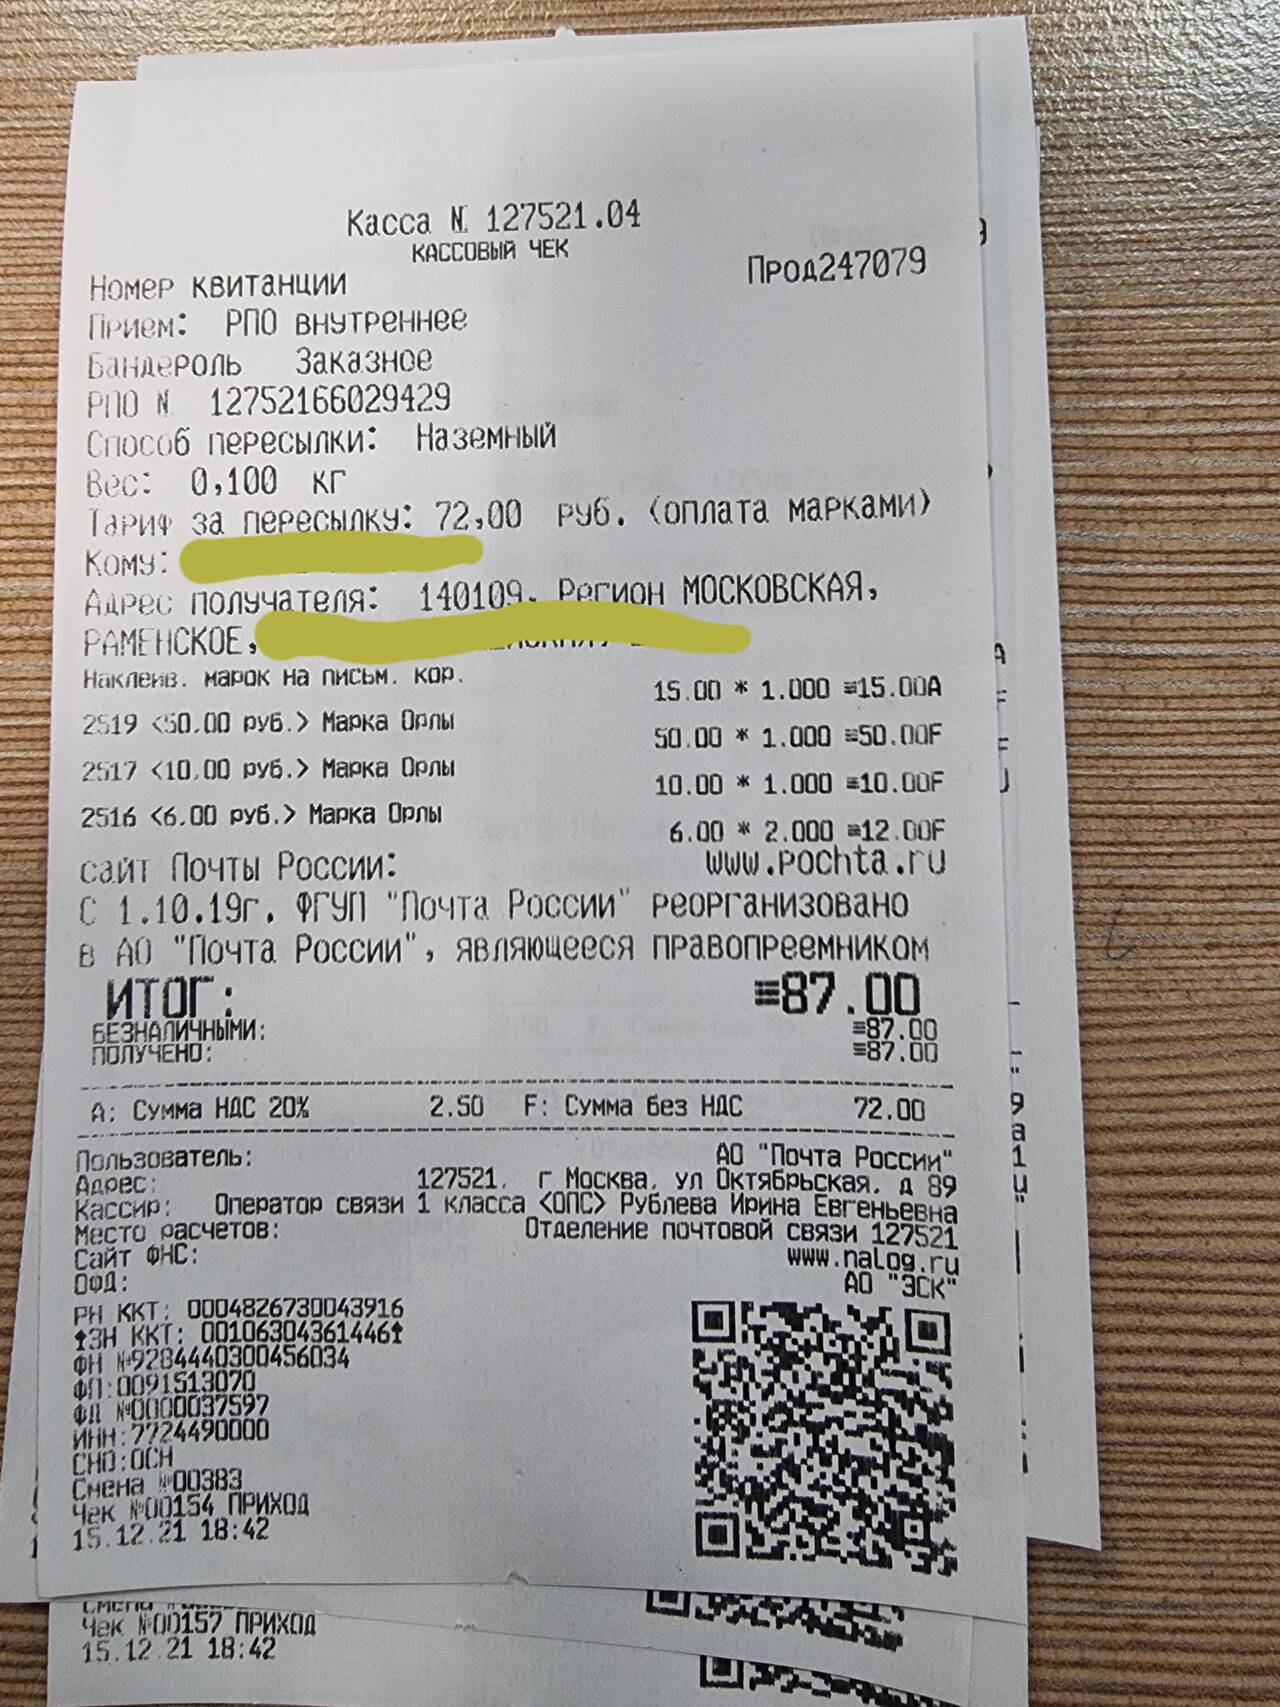 Касса № 127521.04
КАССОВЫЙ ЧЕК
Номер квитанции Прод247079
Прием: РПО внутреннее
Бандероль Заказное
РПО № 12752166029429
Способ пересылки: Наземный
Вес: 0,100 кг
Тариф за пересылку: 72,00 руб. (оплата марками)
Кому:
Адрес получателя: 140109, Регион МОСКОВСКАЯ,
РАМЕНСКОЕ,
Наклеив. марок на письм. кор.
15.00 * 1.000 ≡15.00А
2519 <50.00 руб.> Марка Орлы
50.00 * 1.000 ≡50.00F
2517 <10.00 руб.> Марка Орлы
10.00 * 1.000 ≡10.00F
2516 <6.00 руб.> Марка Орлы
6.00 * 2.000 ≡12.00F
сайт Почты России: www.pochta.ru
С 1.10.19г. ФГУП "Почта России" реорганизовано
в АО "Почта России", являющееся правопреемником
ИТОГ: ≡87.00
БЕЗНАЛИЧНЫМИ: ≡87.00
ПОЛУЧЕНО: ≡87.00
А: Сумма НДС 20% 2.50 F: Сумма без НДС 72.00
Пользователь: АО "Почта России"
Адрес: 127521, г Москва, ул Октябрьская, д 89
Кассир: Оператор связи 1 класса <ОПС> Рублева Ирина Евгеньевна
Место расчетов: Отделение почтовой связи 127521
Сайт ФНС: www.nalog.ru
ОФД: АО "ЭСК"
РН ККТ: 0004826730043916
ЗН ККТ: 00106304361446
ФН №9284440300456034
ФП:0091513070
ФД №0000037597
ИНН:7724490000
СНО:ОСН
Смена №00383
Чек №00154 ПРИХОД
15.12.21 18:42
Смена
Чек №00157 ПРИХОД
15.12.21 18:42